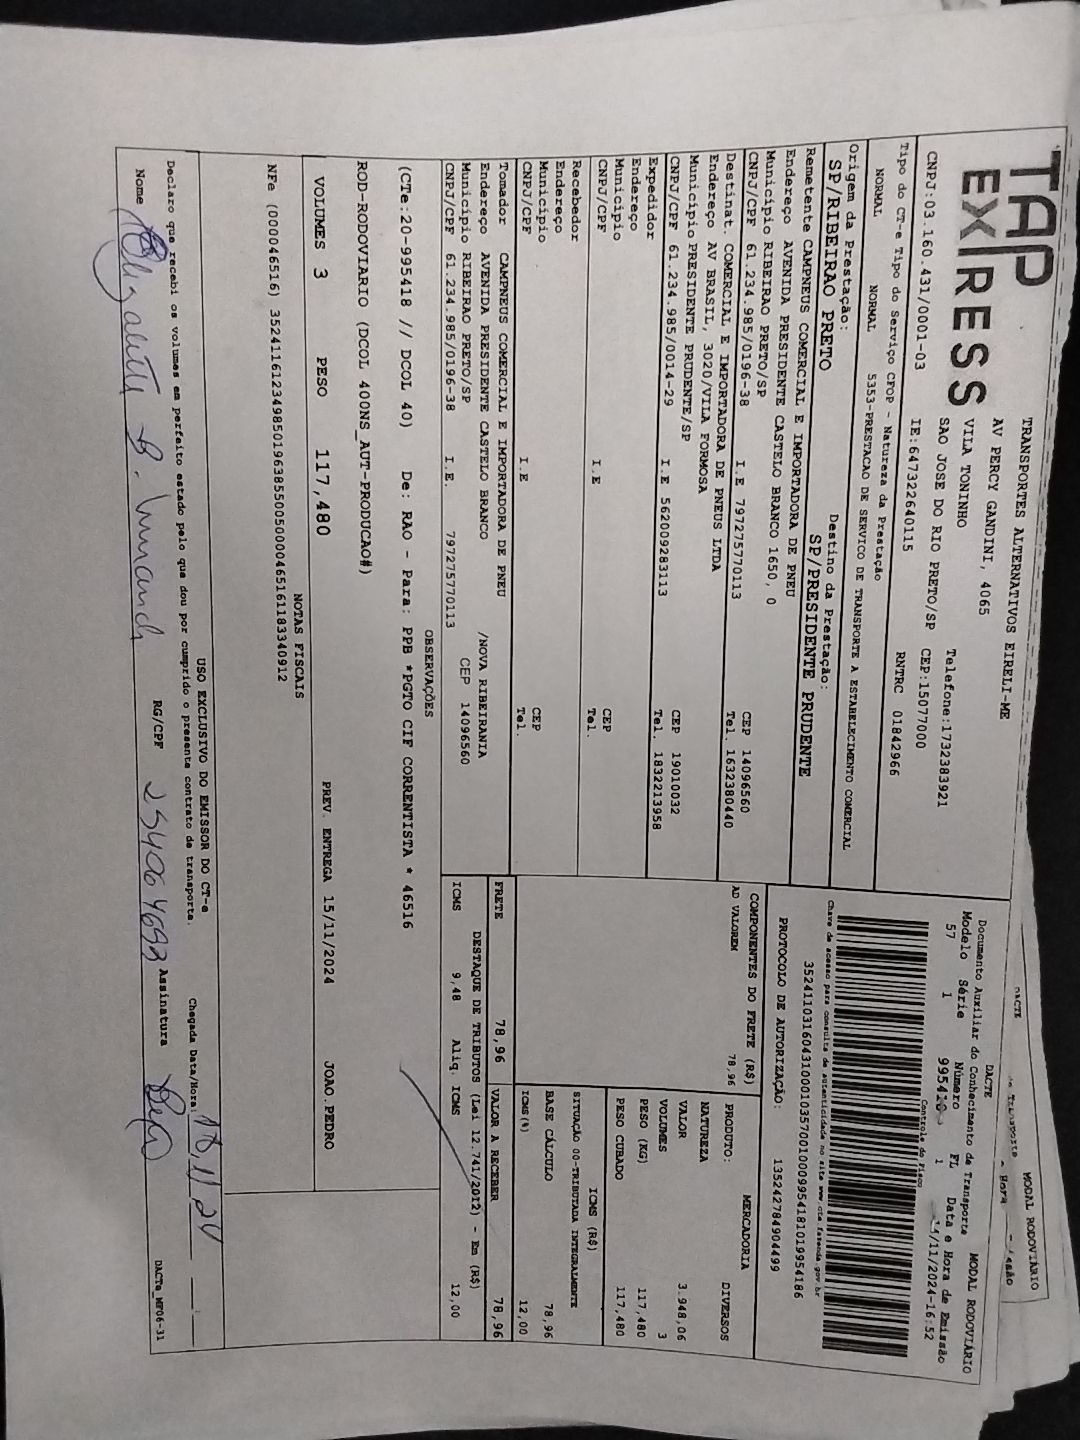 TAP
EXPRESS
TRANSPORTES ALTERNATIVOS EIRELI-ME
AV PERCY GANDINI, 4065
VILA TONINHO
SAO JOSE DO RIO PRETO/SP
Telefone:1732383921
CEP:15077000
CNPJ:03.160.431/0001-03
IE:647322640115
RNTRC 01842966
MODAL RODOVIÁRIO
DACTE
DACTE
MODAL RODOVIÁRIO
Documento Auxiliar do Conhecimento de Transporte
Modelo Série Número FL Data e Hora de Emissão
57 1 1 /11/2024-16:52
Controle do Fisco
Chave de acesso para consulta de autenticidade no site www.cte.fazenda.gov.br
35241103160431000103570010009954181019954186
PROTOCOLO DE AUTORIZAÇÃO: 135242784904499
Tipo do CT-e Tipo do Serviço CFOP - Natureza da Prestação
NORMAL NORMAL 5353-PRESTACAO DE SERVICO DE TRANSPORTE A ESTABELECIMENTO COMERCIAL
Origem da Prestação: Destino da Prestação:
SP/RIBEIRAO PRETO SP/PRESIDENTE PRUDENTE
Remetente CAMPNEUS COMERCIAL E IMPORTADORA DE PNEU
Endereço AVENIDA PRESIDENTE CASTELO BRANCO 1650, 0
Município RIBEIRAO PRETO/SP CEP 14096560
CNPJ/CPF 61.234.985/0196-38 I.E 797275770113 Tel. 1632380440
Destinat. COMERCIAL E IMPORTADORA DE PNEUS LTDA
Endereço AV BRASIL, 3020/VILA FORMOSA
Município PRESIDENTE PRUDENTE/SP CEP 19010032
CNPJ/CPF 61.234.985/0014-29 I.E 562009283113 Tel. 1832213958
Expedidor
Endereço
Município CEP
CNPJ/CPF I.E Tel.
Recebedor
Endereço
Município CEP
CNPJ/CPF I.E Tel.
Tomador CAMPNEUS COMERCIAL E IMPORTADORA DE PNEU
Endereço AVENIDA PRESIDENTE CASTELO BRANCO /NOVA RIBEIRANIA
Município RIBEIRAO PRETO/SP CEP 14096560
CNPJ/CPF 61.234.985/0196-38 I.E. 797275770113
COMPONENTES DO FRETE (R$)
AD VALOREM 78,96
MERCADORIA
PRODUTO: DIVERSOS
NATUREZA
VALOR 3.948,06
VOLUMES 3
PESO (KG) 117,480
PESO CUBADO 117,480
ICMS (R$)
SITUAÇÃO 00-TRIBUTADA INTEGRALMENTE
BASE CÁLCULO 78,96
ICMS(%) 12,00
FRETE 78,96 VALOR A RECEBER 78,96
DESTAQUE DE TRIBUTOS (Lei 12.741/2012) - Em (R$)
ICMS 9,48 Aliq. ICMS 12,00
OBSERVAÇÕES
(CTe:20-995418 // DCOL 40) De: RAO - Para: PPB *PGTO CIF CORRENTISTA * 46516
ROD-RODOVIARIO (DCOL 400NS_AUT-PRODUCAO#)
VOLUMES 3 PESO 117,480 PREV. ENTREGA 15/11/2024 JOAO.PEDRO
NOTAS FISCAIS
NFe (000046516) 35241161234985019638550050000465161183340912
USO EXCLUSIVO DO EMISSOR DO CT-e
Declaro que recebi os volumes em perfeito estado pelo que dou por cumprido o presente contrato de transporte.
Chegada Data/Hora: 18/11/24
Nome B. RG/CPF Assinatura
DACTe_MF06-31